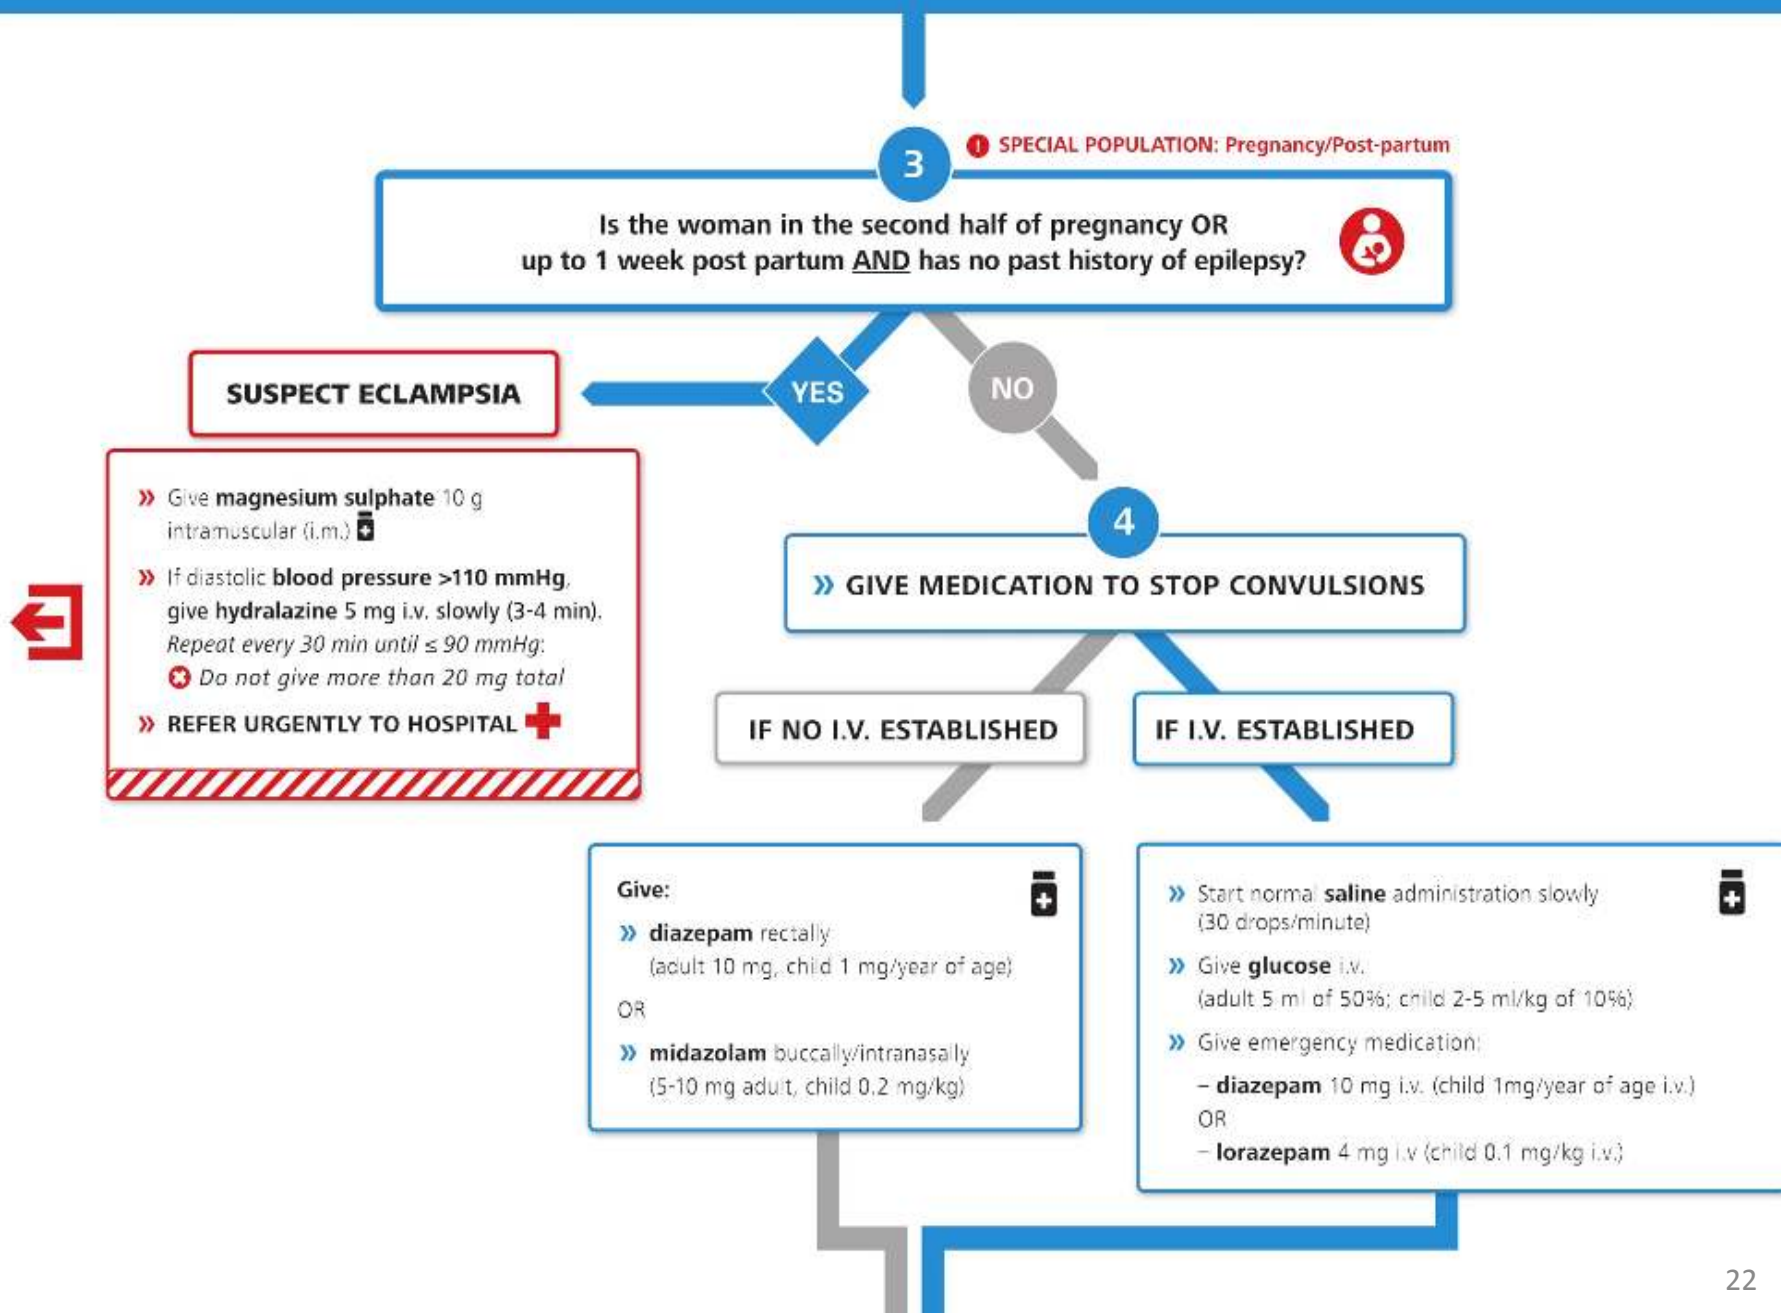 3
! SPECIAL POPULATION: Pregnancy/Post-partum
Is the woman in the second half of pregnancy OR
up to 1 week post partum AND has no past history of epilepsy?
YES
NO
SUSPECT ECLAMPSIA
» Give magnesium sulphate 10 g
intramuscular (i.m.)
» If diastolic blood pressure >110 mmHg,
give hydralazine 5 mg i.v. slowly (3-4 min).
Repeat every 30 min until ≤ 90 mmHg:
Do not give more than 20 mg total
» REFER URGENTLY TO HOSPITAL
4
» GIVE MEDICATION TO STOP CONVULSIONS
IF NO I.V. ESTABLISHED
IF I.V. ESTABLISHED
Give:
» diazepam rectally
(adult 10 mg, child 1 mg/year of age)
OR
» midazolam buccally/intranasally
(5-10 mg adult, child 0.2 mg/kg)
» Start normal saline administration slowly
(30 drops/minute)
» Give glucose i.v.
(adult 5 ml of 50%; child 2-5 ml/kg of 10%)
» Give emergency medication:
– diazepam 10 mg i.v. (child 1mg/year of age i.v.)
OR
– lorazepam 4 mg i.v (child 0.1 mg/kg i.v.)
22